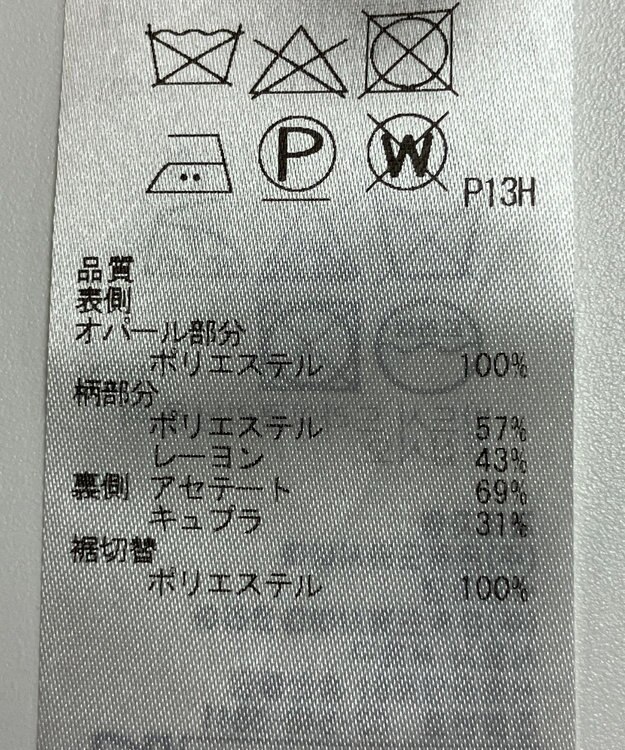 P
W
P13H
品質
表側
オパール部分
ポリエステル 100%
柄部分
ポリエステル 57%
レーヨン 43%
裏側 アセテート 69%
キュプラ 31%
裾切替
ポリエステル 100%